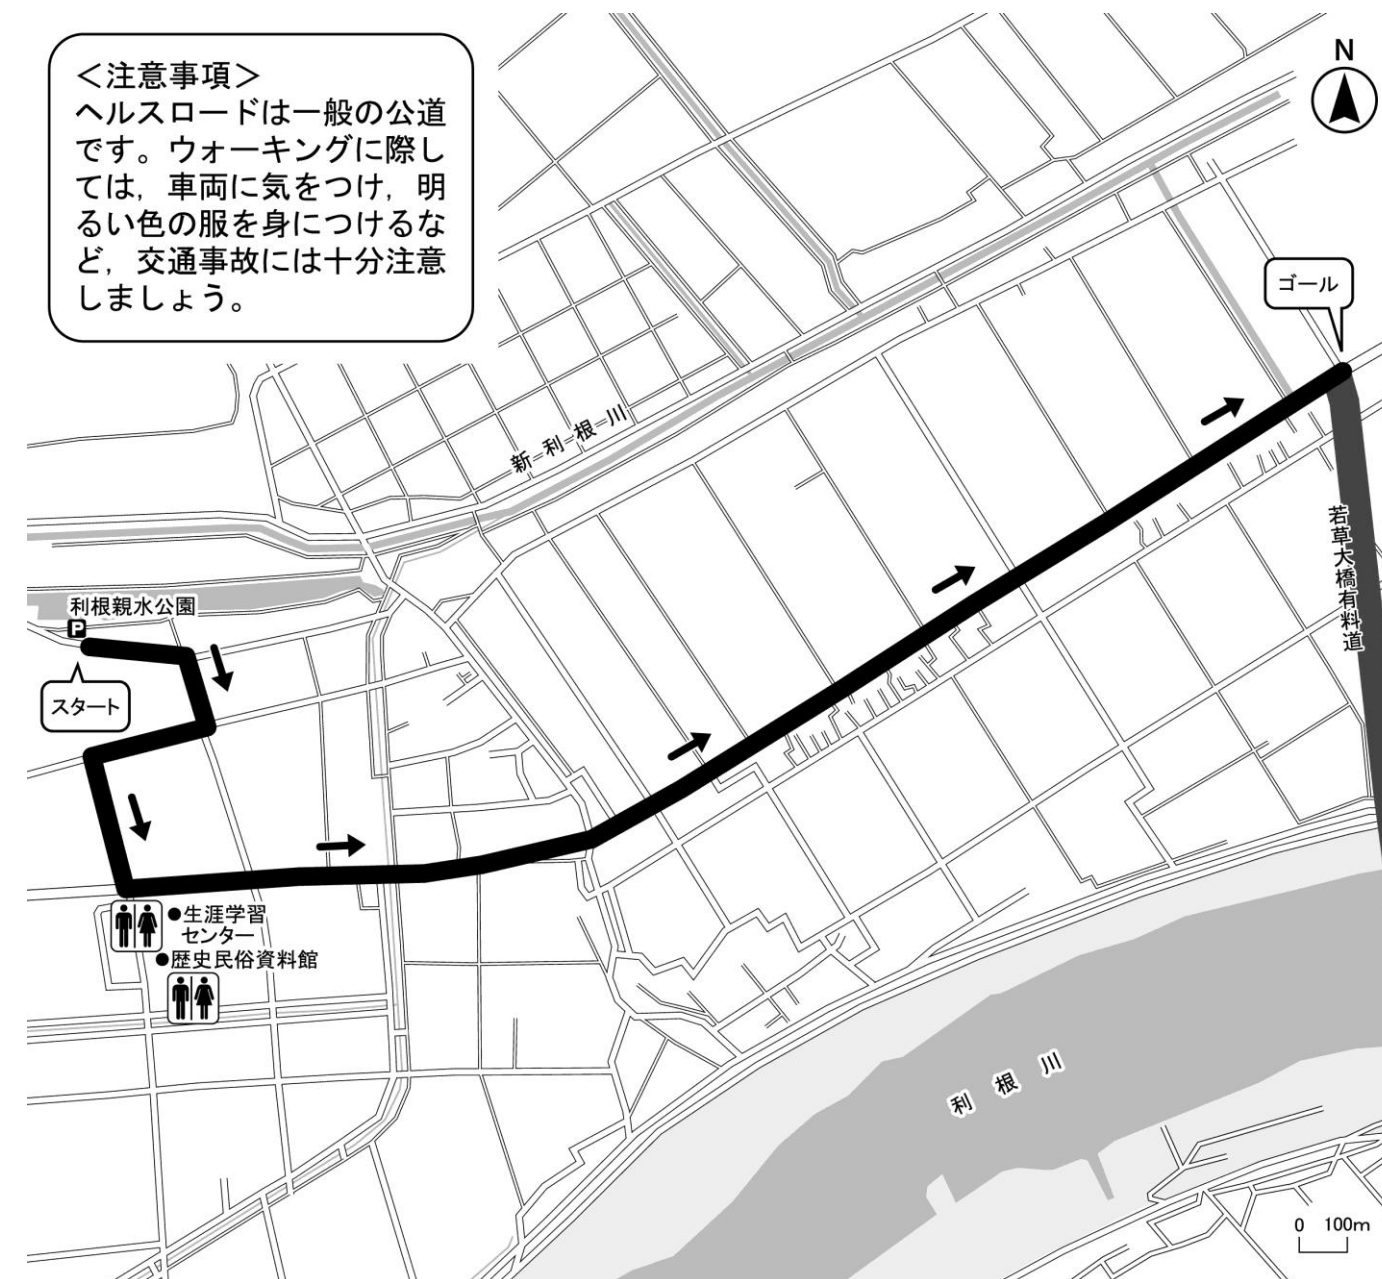 ＜注意事項＞
ヘルスロードは一般の公道
です。ウォーキングに際し
ては，車両に気をつけ，明
るい色の服を身につけるな
ど，交通事故には十分注意
しましょう。
N
ゴール
新利根川
若草大橋有料道
利根親水公園
P
スタート
●生涯学習
センター
●歴史民俗資料館
利根川
0 100m